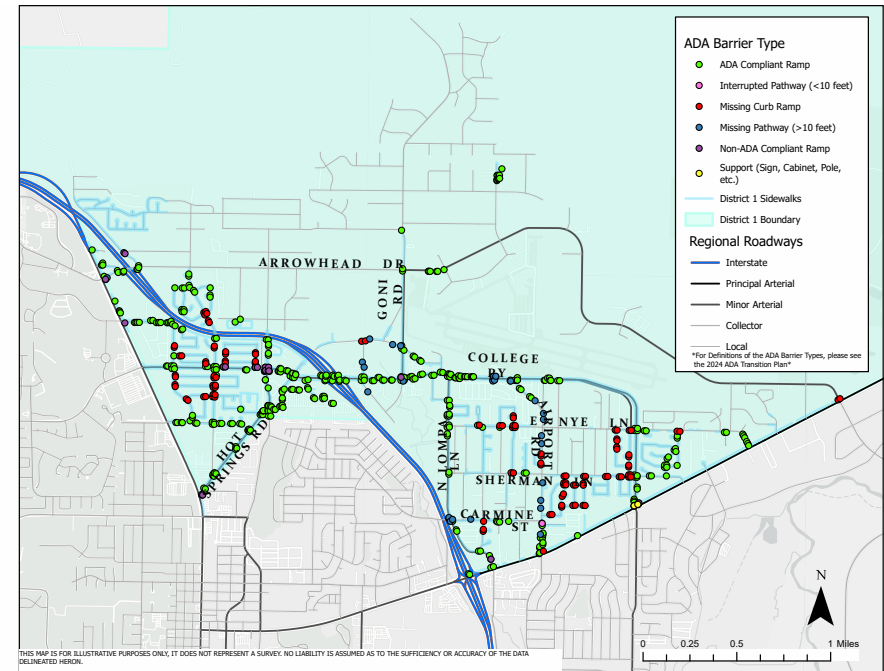 ADA Barrier Type
ADA Compliant Ramp
Interrupted Pathway (<10 feet)
Missing Curb Ramp
Missing Pathway (>10 feet)
Non-ADA Compliant Ramp
Support (Sign, Cabinet, Pole,
etc.)
District 1 Sidewalks
District 1 Boundary
Regional Roadways
Interstate
Principal Arterial
Minor Arterial
Collector
Local
*For Definitions of the ADA Barrier Types, please see
the 2024 ADA Transition Plan*
ARROWHEAD DR
GONI
RD
COLLEGE
PY
E NYE LN
AIRPORT
RD
N LOMPA
LN
HOT
SPRINGS RD
SHERMAN LN
CARMINE
ST
N
0 0.25 0.5 1 Miles
THIS MAP IS FOR ILLUSTRATIVE PURPOSES ONLY, IT DOES NOT REPRESENT A SURVEY. NO LIABILITY IS ASSUMED AS TO THE SUFFICIENCY OR ACCURACY OF THE DATA
DELINEATED HERON.